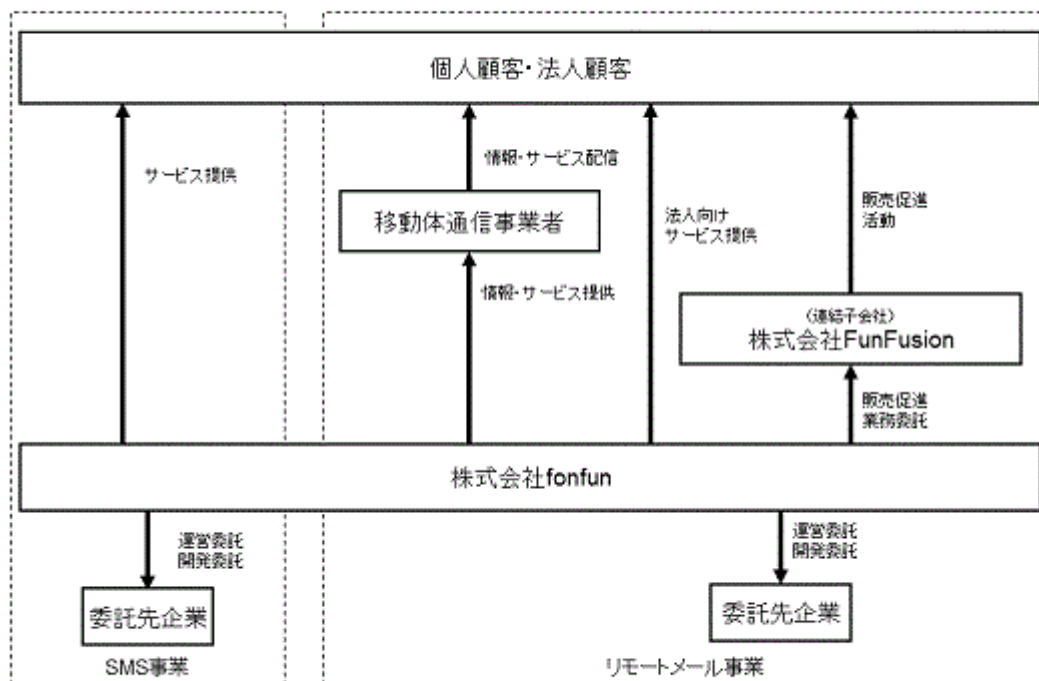 個人顧客・法人顧客
サービス提供
情報・サービス配信
移動体通信事業者
情報・サービス提供
法人向け
サービス提供
販売促進
活動
(連結子会社)
株式会社FunFusion
販売促進
業務委託
株式会社fonfun
運営委託
開発委託
委託先企業
SMS事業
運営委託
開発委託
委託先企業
リモートメール事業